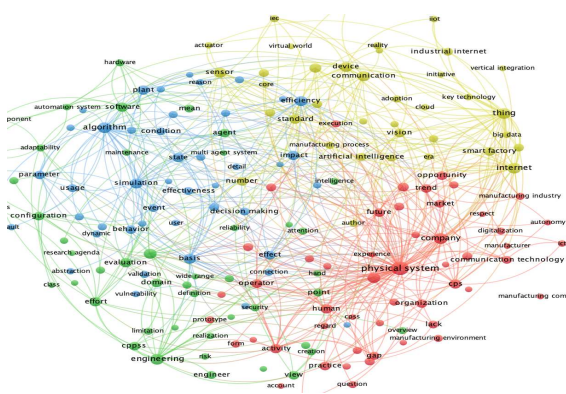 iec
iiot
actuator
virtual world
reality
industrial internet
hardware
sensor
device
communication
vertical integration
reason
core
initiative
plant
efficiency
adoption
key technology
automation system
software
mean
cloud
thing
ponent
standard
execution
algorithm
condition
agent
vision
big data
adaptability
maintenance
multi agent system
manufacturing process
state
impact
artificial intelligence
era
smart factory
detail
internet
parameter
opportunity
simulation
number
intelligence
usage
effectiveness
trend
manufacturing industry
market
configuration
event
decision making
future
respect
user
author
autonomy
ault
behavior
reliability
digitalization
dynamic
attention
company
manufacturer
ict
research agenda
basis
effect
experience
communication technology
evaluation
physical system
abstraction
validation
wide range
connection
hand
class
domain
operator
cps
vulnerability
definition
point
manufacturing com
effort
security
human
organization
prototype
cpss
limitation
regard
lack
realization
overview
cppss
form
manufacturing environment
activity
creation
engineering
risk
gap
practice
engineer
view
account
question